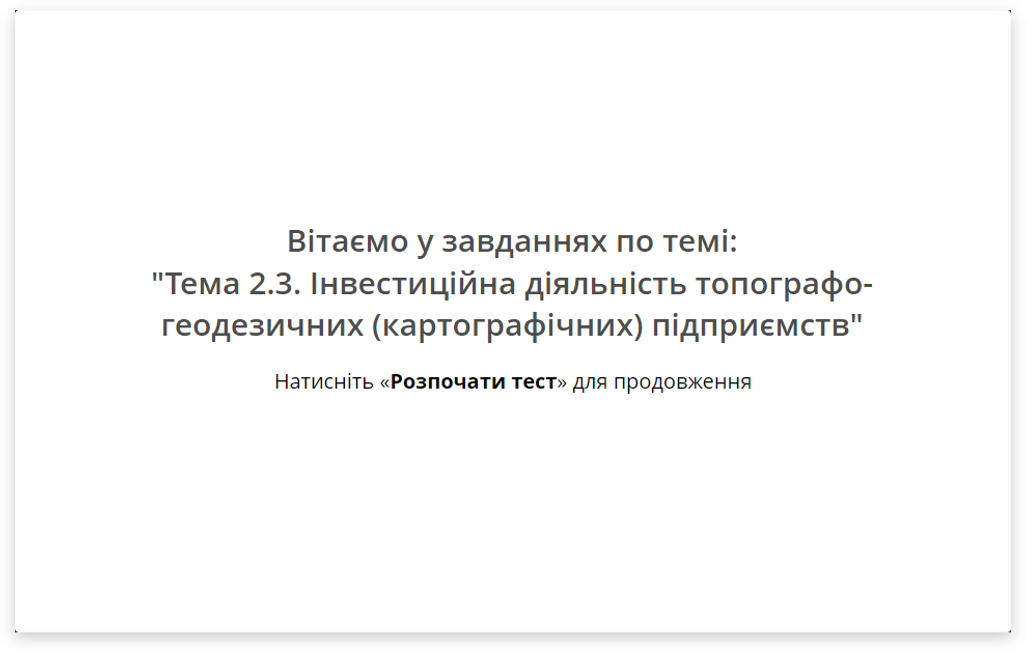 Вітаємо у завданнях по темі:
"Тема 2.3. Інвестиційна діяльність топографо-
геодезичних (картографічних) підприємств"
Натисніть «Розпочати тест» для продовження